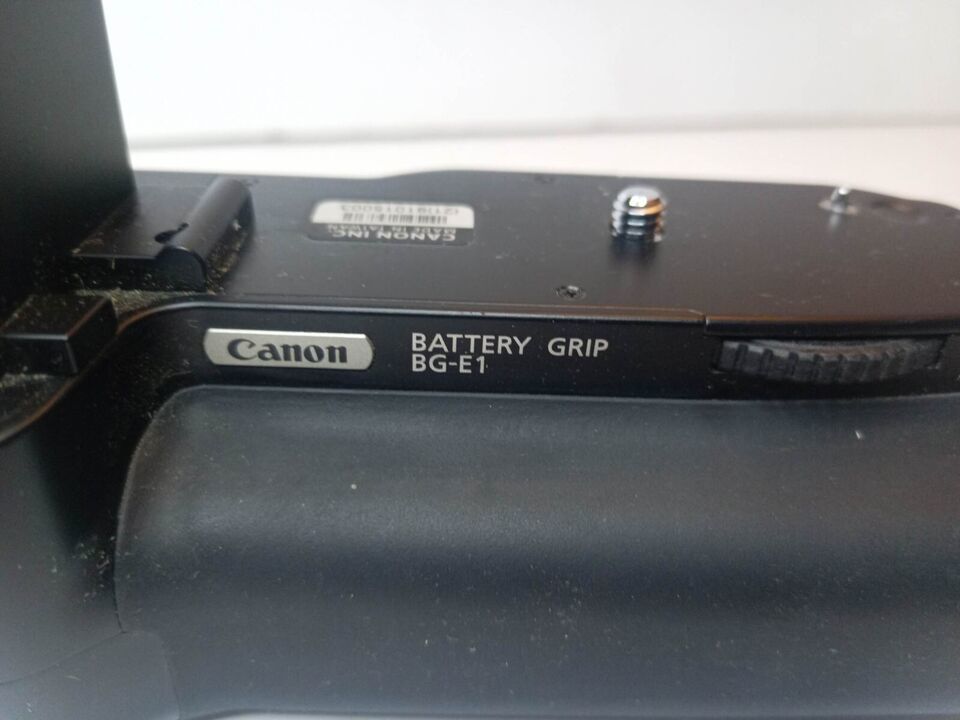 CANON INC
MADE IN TAIWAN
Canon
BATTERY GRIP
BG-E1